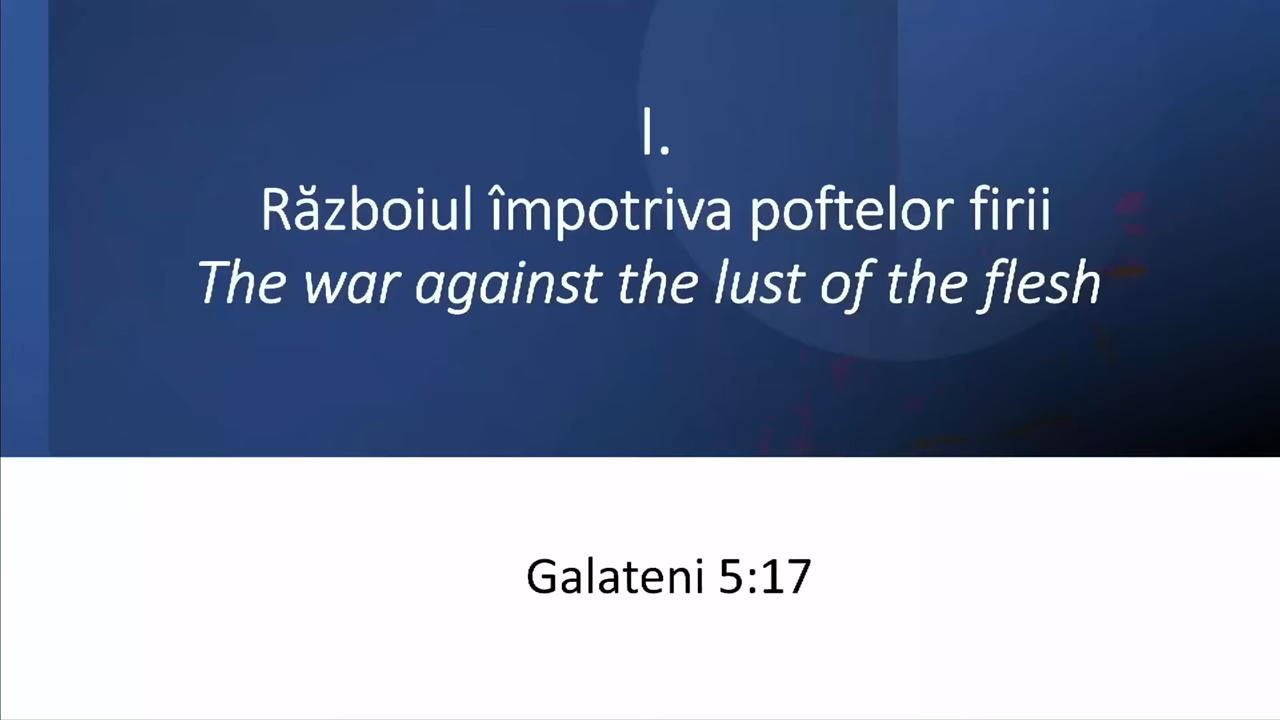 I.
Războiul împotriva poftelor firii
The war against the lust of the flesh
Galateni 5:17